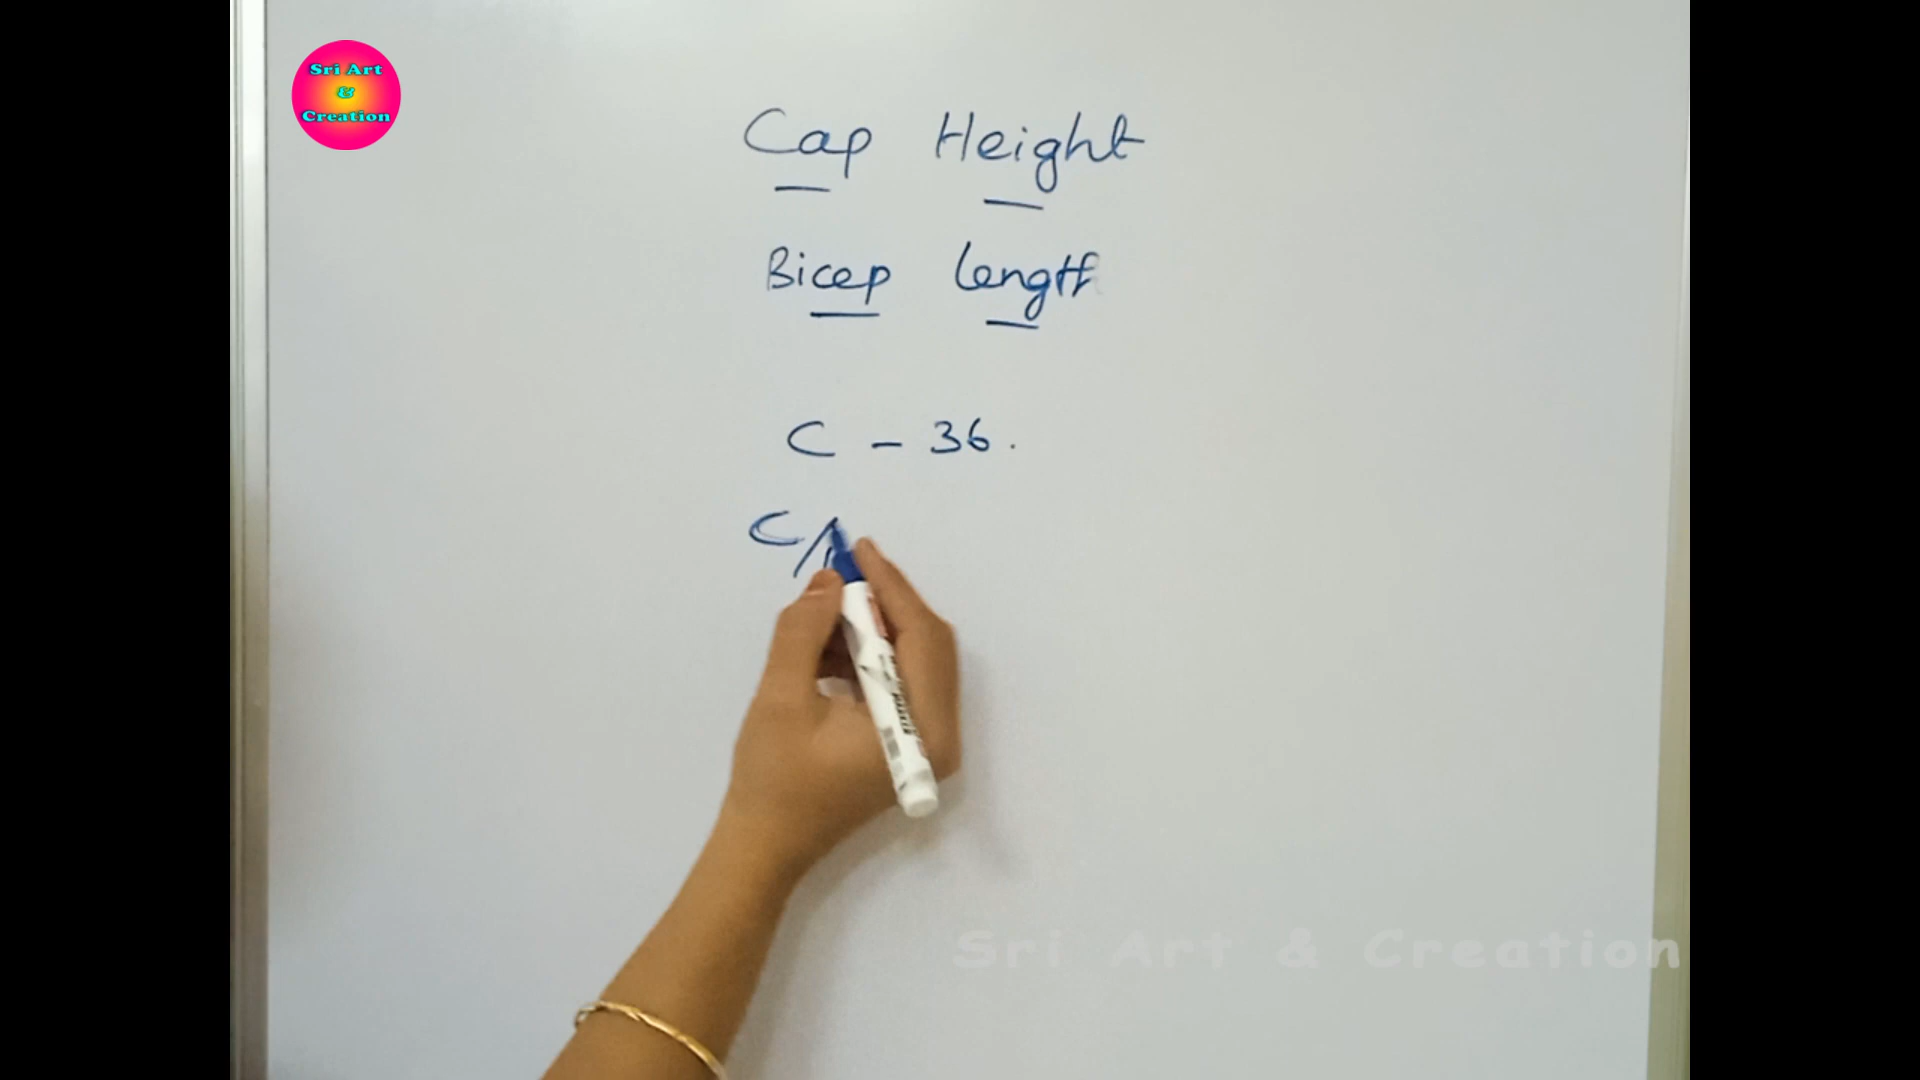 Sri Art
&
Creation
Cap Height
Bicep length
C - 36.
C/
Sri Art & Creation